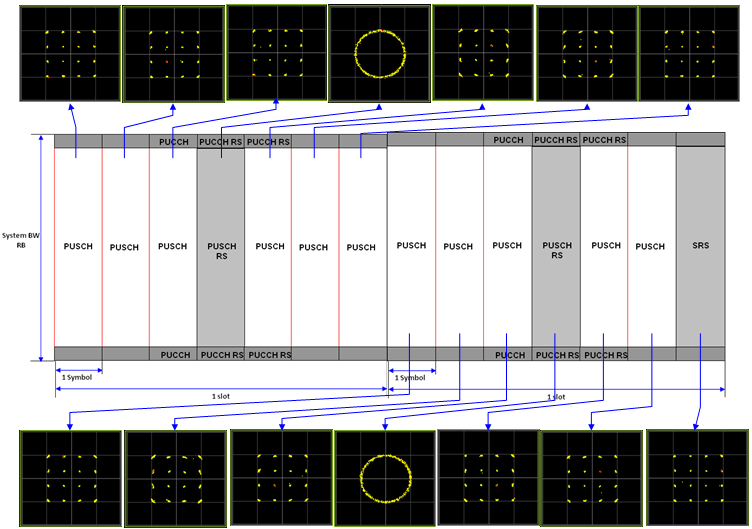 PUCCH PUCCH RS PUCCH RS PUCCH PUCCH RS PUCCH RS
System BW
RB
PUSCH PUSCH PUSCH PUSCH
RS PUSCH PUSCH PUSCH PUSCH PUSCH PUSCH PUSCH
RS PUSCH PUSCH SRS
PUCCH PUCCH RS PUCCH RS PUCCH PUCCH RS PUCCH RS
1 Symbol 1 Symbol
1 slot 1 slot